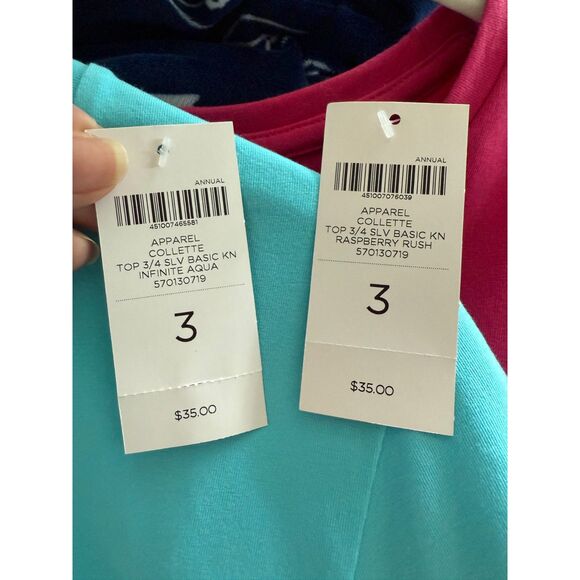 ANNUAL
451007465581
APPAREL
COLLETTE
TOP 3/4 SLV BASIC KN
INFINITE AQUA
570130719
3
$35.00
ANNUAL
451007076039
APPAREL
COLLETTE
TOP 3/4 SLV BASIC KN
RASPBERRY RUSH
570130719
3
$35.00